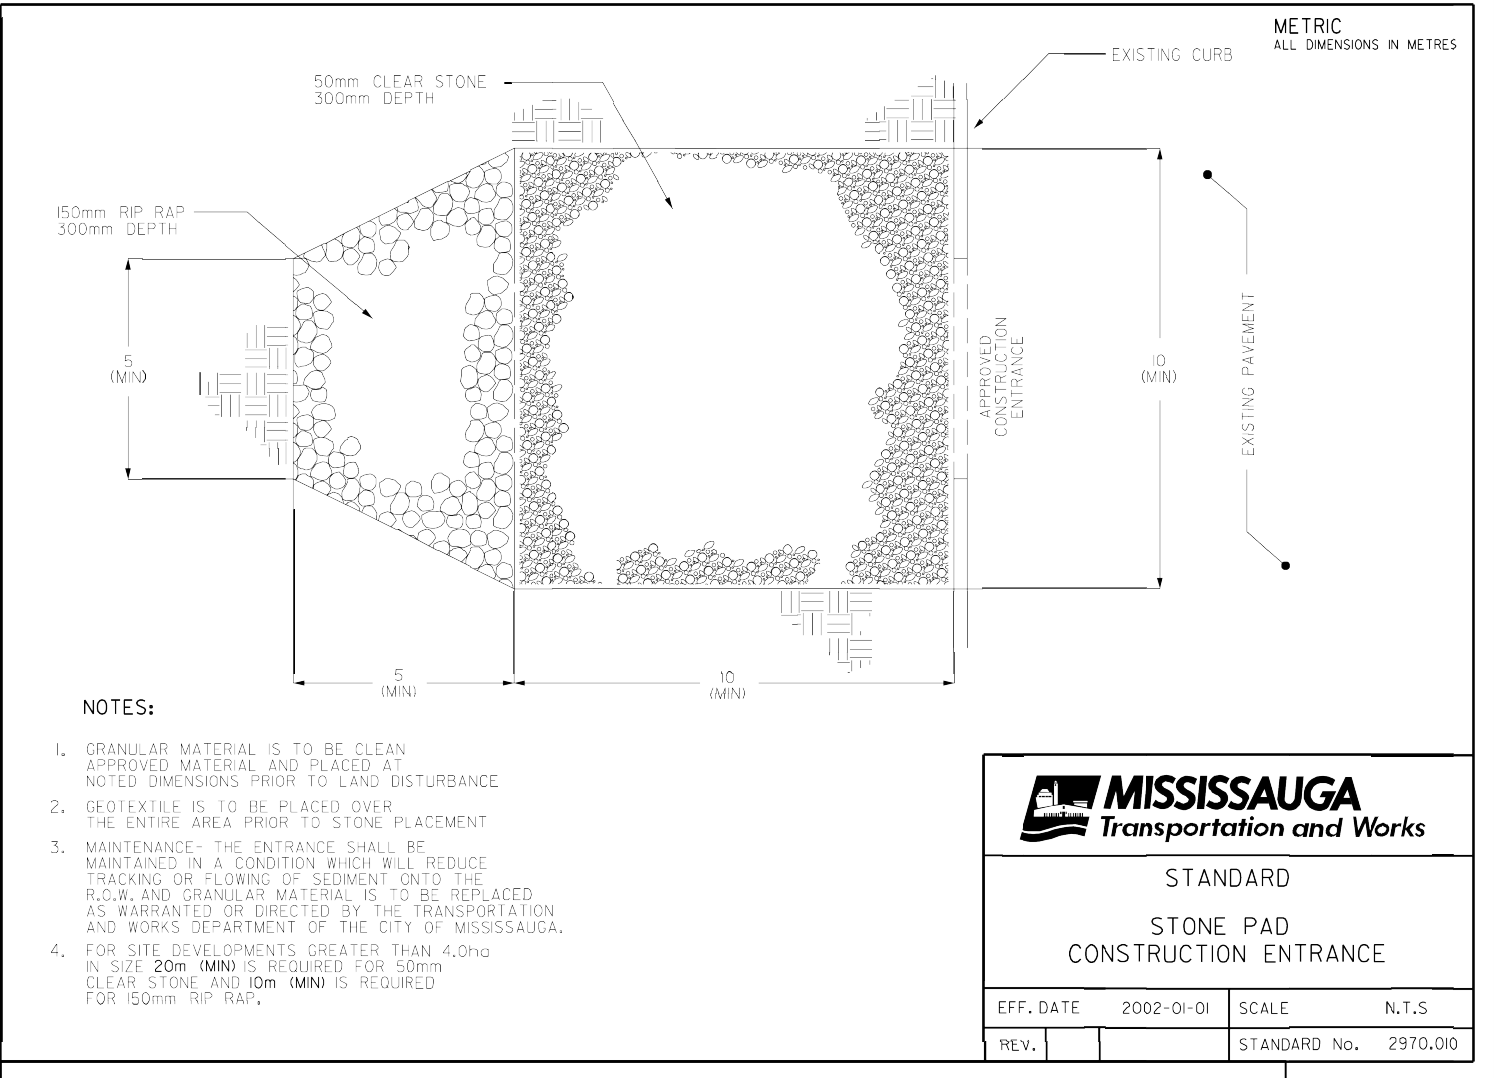 METRIC
ALL DIMENSIONS IN METRES
EXISTING CURB
50mm CLEAR STONE
300mm DEPTH
150mm RIP RAP
300mm DEPTH
5
(MIN)
APPROVED
CONSTRUCTION
ENTRANCE
10
(MIN)
EXISTING PAVEMENT
5
(MIN)
10
(MIN)
NOTES:
1. GRANULAR MATERIAL IS TO BE CLEAN
APPROVED MATERIAL AND PLACED AT
NOTED DIMENSIONS PRIOR TO LAND DISTURBANCE
2. GEOTEXTILE IS TO BE PLACED OVER
THE ENTIRE AREA PRIOR TO STONE PLACEMENT
3. MAINTENANCE- THE ENTRANCE SHALL BE
MAINTAINED IN A CONDITION WHICH WILL REDUCE
TRACKING OR FLOWING OF SEDIMENT ONTO THE
R.O.W. AND GRANULAR MATERIAL IS TO BE REPLACED
AS WARRANTED OR DIRECTED BY THE TRANSPORTATION
AND WORKS DEPARTMENT OF THE CITY OF MISSISSAUGA.
4. FOR SITE DEVELOPMENTS GREATER THAN 4.0ha
IN SIZE 20m (MIN) IS REQUIRED FOR 50mm
CLEAR STONE AND 10m (MIN) IS REQUIRED
FOR 150mm RIP RAP.
MISSISSAUGA
Transportation and Works
STANDARD
STONE PAD
CONSTRUCTION ENTRANCE
EFF. DATE 2002-01-01 SCALE N.T.S
REV. STANDARD No. 2970.010